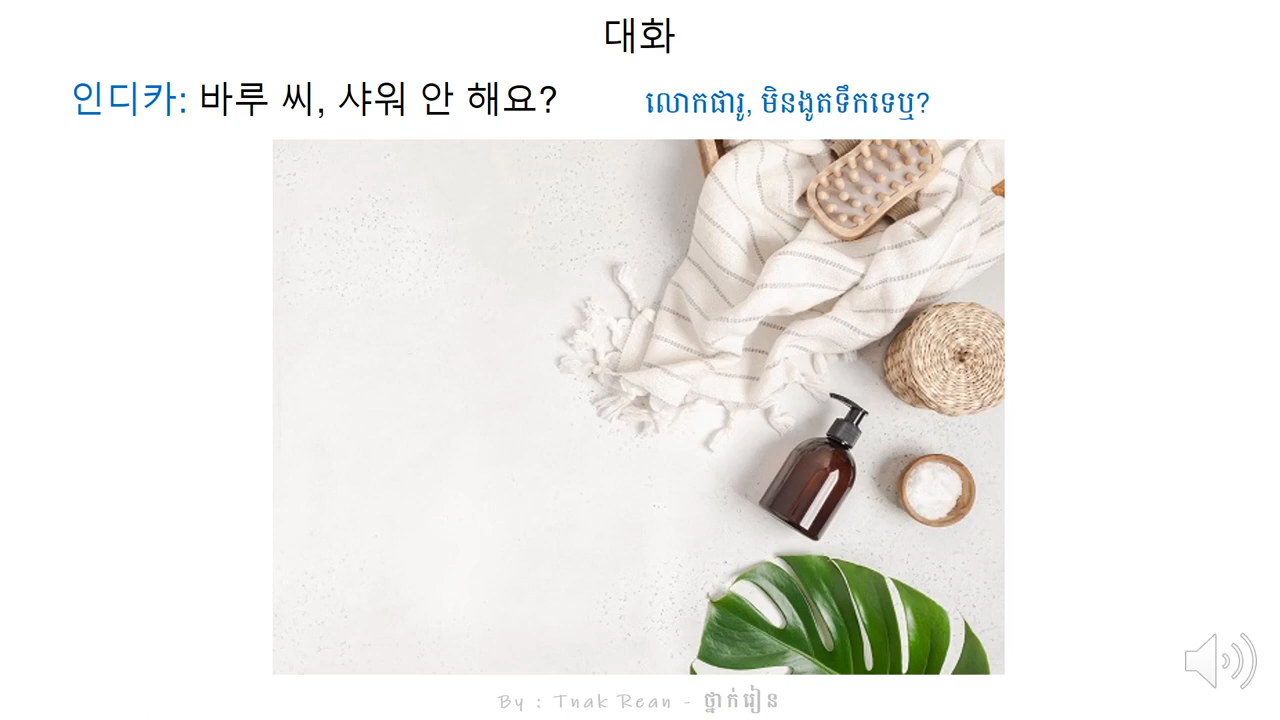 대화
인디카: 바루 씨, 샤워 안 해요? លោកផារូ, មិនងូតទឹកទេឬ?
By : Tnak Rean - ថ្នាក់រៀន